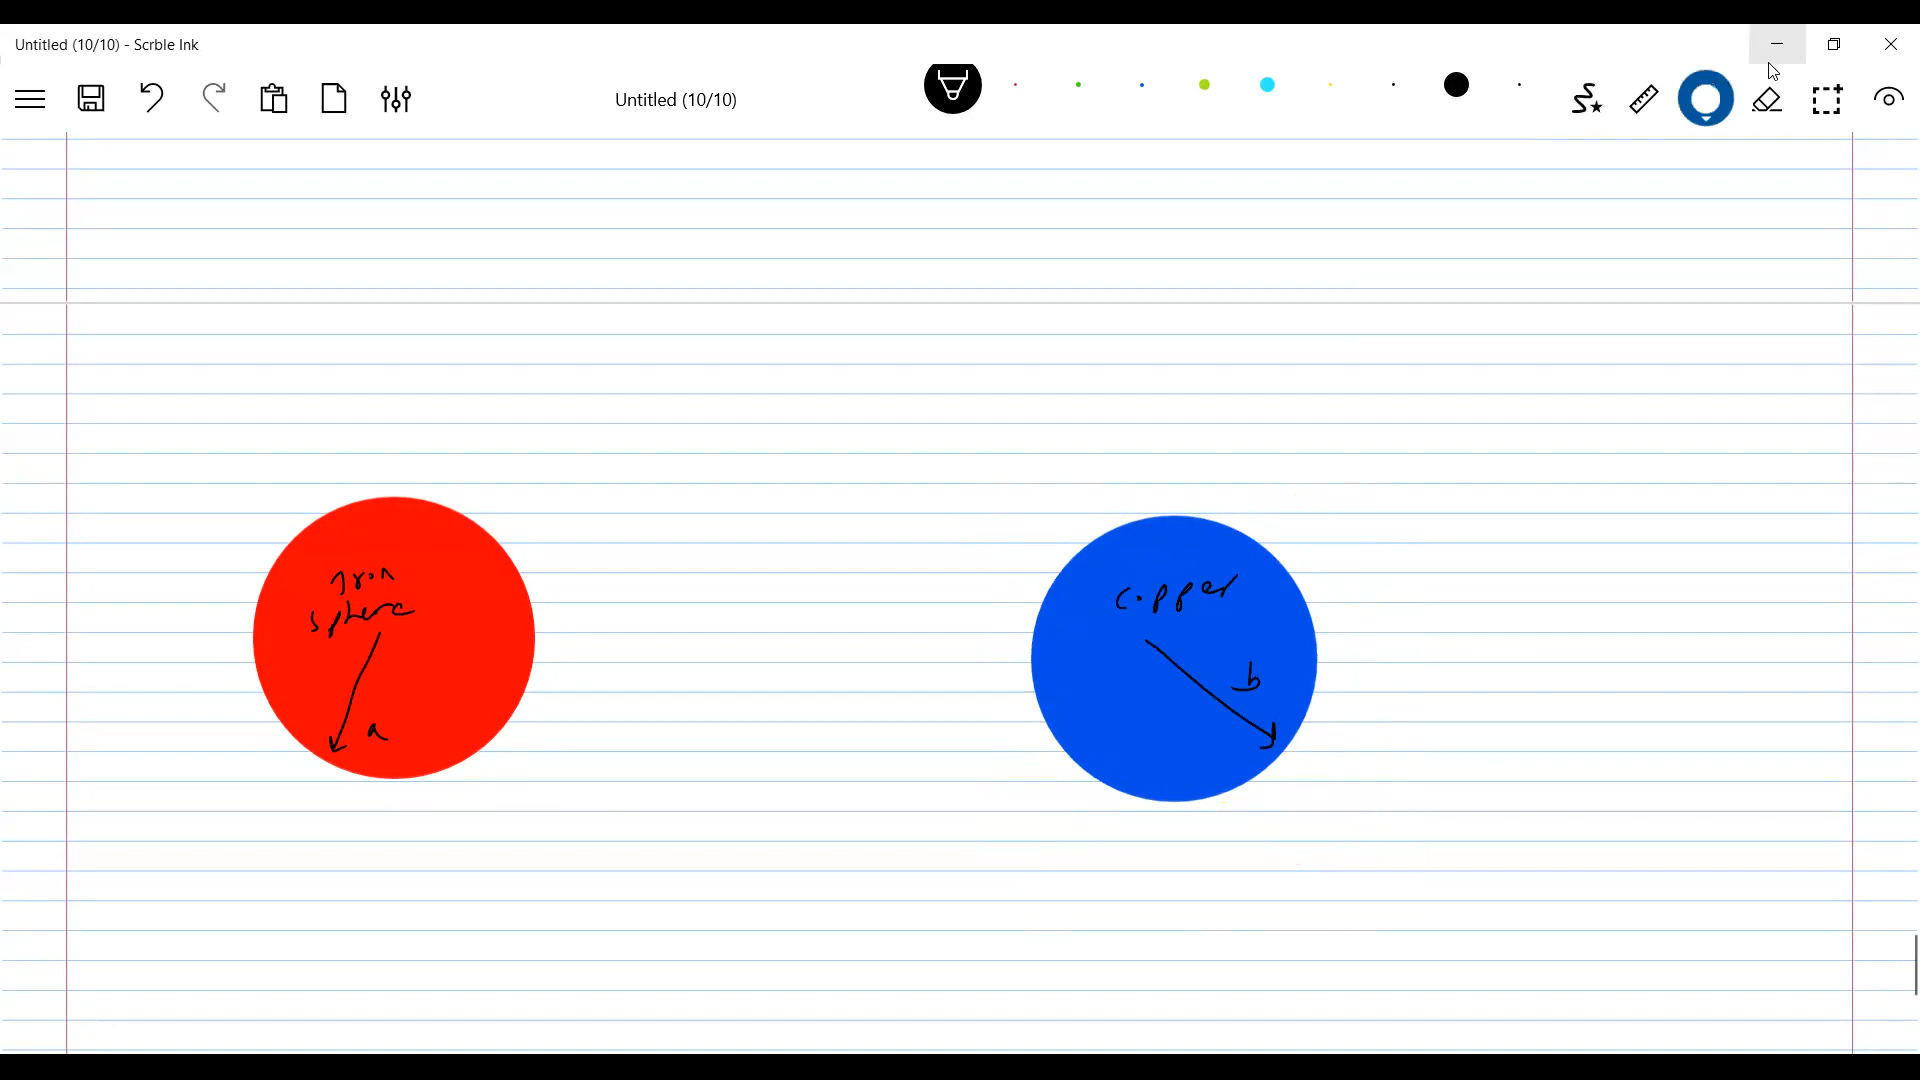 Untitled (10/10) - Scrble Ink
Untitled (10/10)
Iron
sphere
a
copper
b